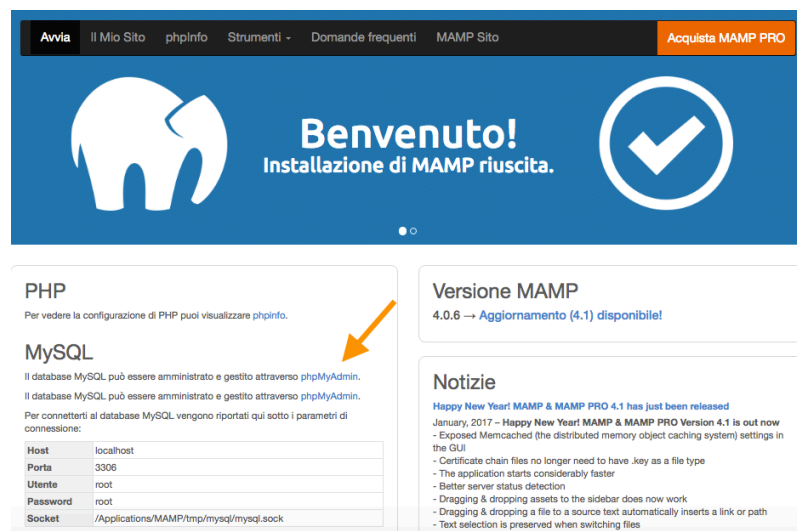 Avvia Il Mio Sito phpInfo Strumenti Domande frequenti MAMP Sito Acquista MAMP PRO
Benvenuto!
Installazione di MAMP riuscita.
PHP
Per vedere la configurazione di PHP puoi visualizzare phpinfo.
MySQL
Il database MySQL può essere amministrato e gestito attraverso phpMyAdmin.
Il database MySQL può essere amministrato e gestito attraverso phpMyAdmin.
Per connetterti al database MySQL vengono riportati qui sotto i parametri di
connessione:
Host localhost
Porta 3306
Utente root
Password root
Socket /Applications/MAMP/tmp/mysql/mysql.sock
Versione MAMP
4.0.6 → Aggiornamento (4.1) disponibile!
Notizie
Happy New Year! MAMP & MAMP PRO 4.1 has just been released
January, 2017 – Happy New Year! MAMP & MAMP PRO Version 4.1 is out now
- Exposed Memcached (the distributed memory object caching system) settings in
the GUI
- Certificate chain files no longer need to have .key as a file type
- The application starts considerably faster
- Better server status detection
- Dragging & dropping assets to the sidebar does now work
- Dragging & dropping a file to a source text automatically inserts a link or path
- Text selection is preserved when switching files